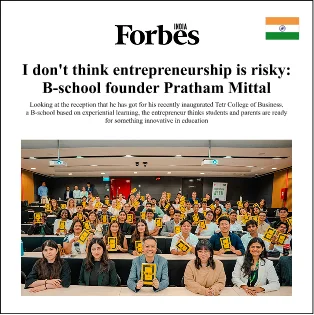 Forbes
INDIA
I don't think entrepreneurship is risky:
B-school founder Pratham Mittal
Looking at the reception that he has got for his recently inaugurated Tetr College of Business,
a B-school based on experiential learning, the entrepreneur thinks students and parents are ready
for something innovative in education